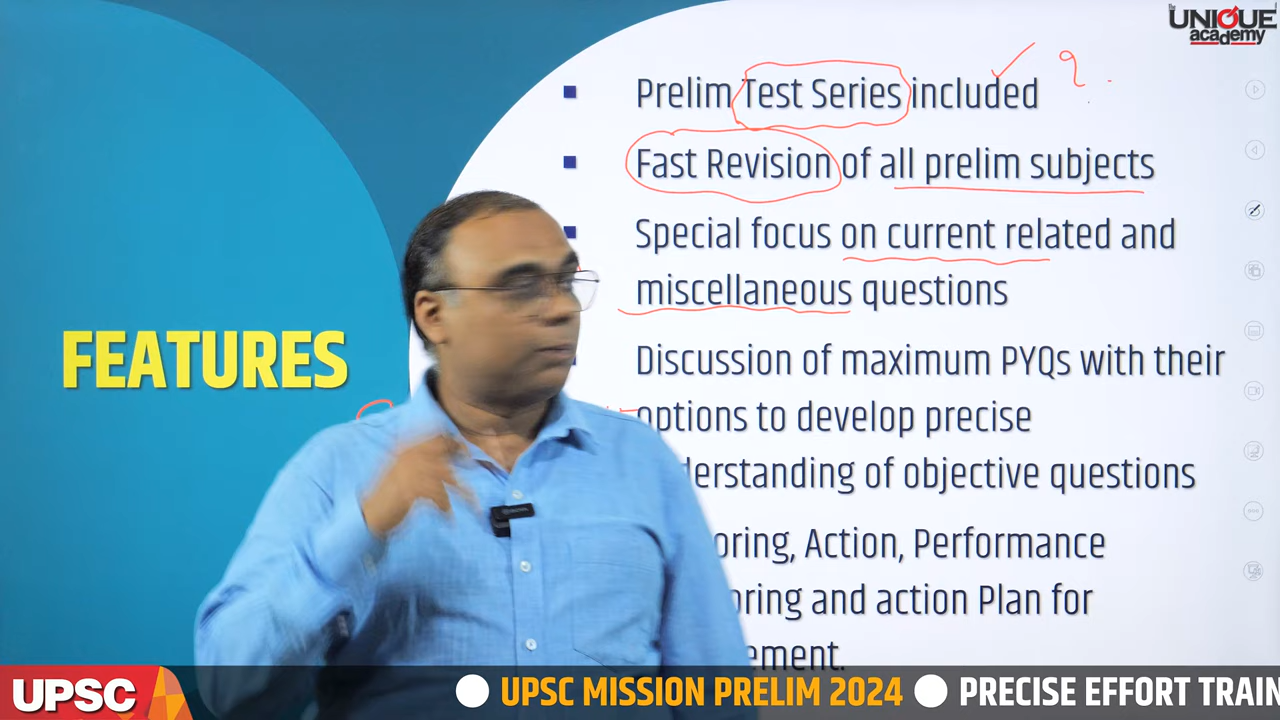 The
UNIQUE
academy
Prelim Test Series included
Fast Revision of all prelim subjects
Special focus on current related and
miscellaneous questions
Discussion of maximum PYQs with their
options to develop precise
of objective questions
Action, Performance
and action Plan for
FEATURES
UPSC
UPSC MISSION PRELIM 2024
PRECISE EFFORT